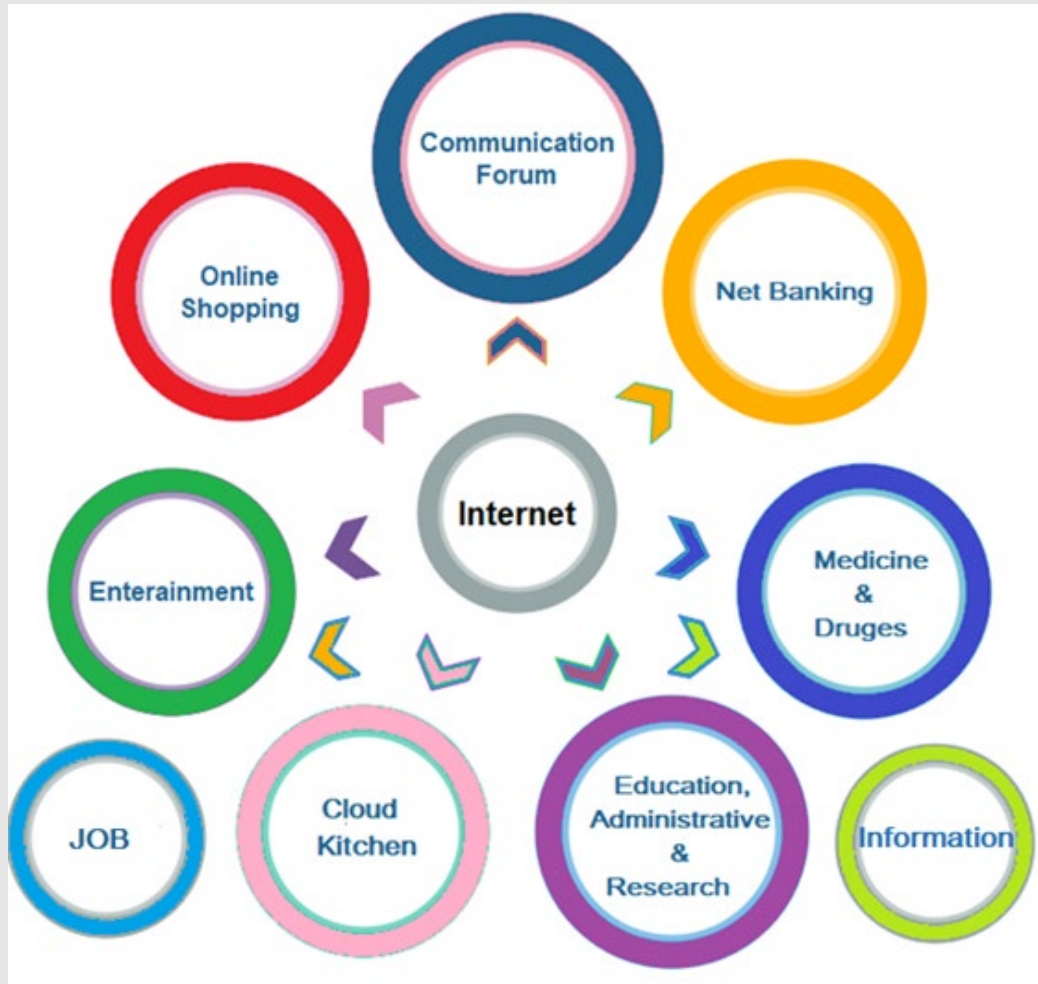 Communication
Forum
Online
Shopping
Net Banking
Internet
Enterainment
Medicine
&
Druges
JOB
Cloud
Kitchen
Education,
Administrative
&
Research
Information